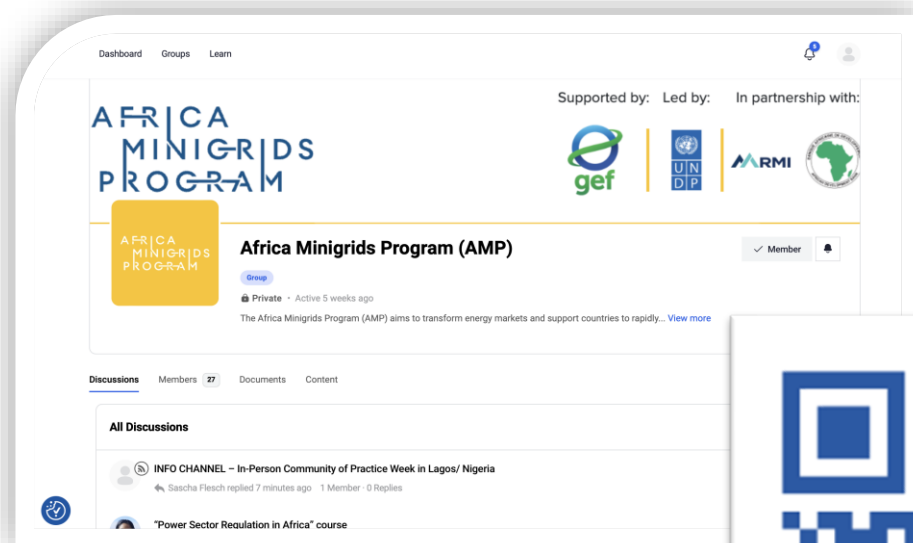 Dashboard Groups Learn
5
Supported by: Led by: In partnership with:
AFRICA
MINIGRIDS
PROGRAM
gef
UN
DP
RMI
AFRICA
MINIGRIDS
PROGRAM
Africa Minigrids Program (AMP)
Member
Group
Private • Active 5 weeks ago
The Africa Minigrids Program (AMP) aims to transform energy markets and support countries to rapidly... View more
Discussions Members 27 Documents Content
All Discussions
INFO CHANNEL – In-Person Community of Practice Week in Lagos/ Nigeria
Sascha Flesch replied 7 minutes ago 1 Member · 0 Replies
"Power Sector Regulation in Africa" course